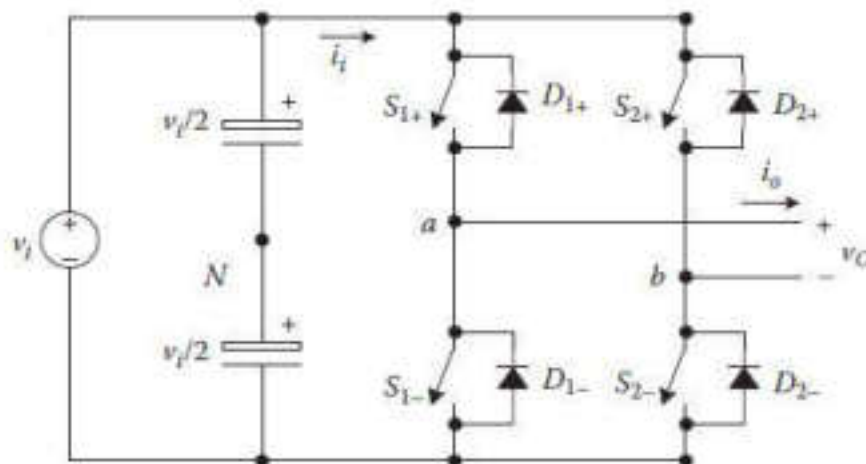 i_i
S_1+
D_1+
S_2+
D_2+
v_i/2
+
i_o
a
+
v_O
+
−
v_i
N
b
−
+
v_i/2
S_1−
D_1−
S_2−
D_2−
+